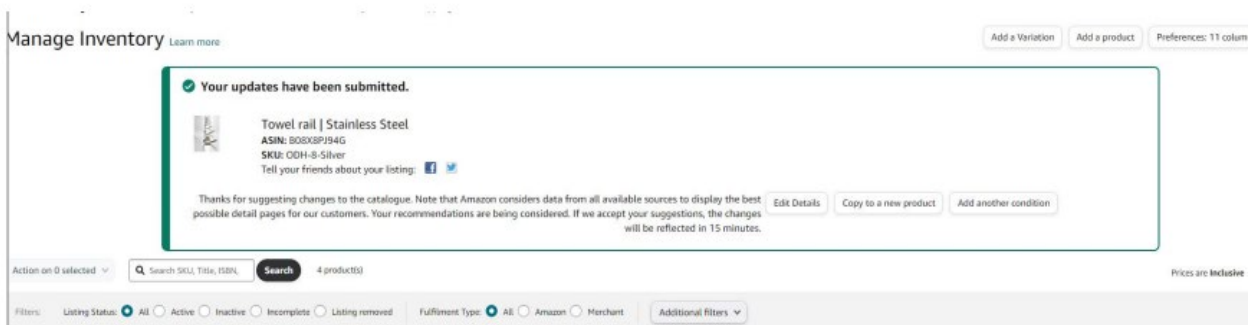 Manage Inventory Learn more
Add a Variation
Add a product
Preferences: 11 colum
Your updates have been submitted.
Towel rail | Stainless Steel
ASIN: B08X8PJ94G
SKU: ODH-8-Silver
Tell your friends about your listing:
Thanks for suggesting changes to the catalogue. Note that Amazon considers data from all available sources to display the best
possible detail pages for our customers. Your recommendations are being considered. If we accept your suggestions, the changes
will be reflected in 15 minutes.
Edit Details
Copy to a new product
Add another condition
Action on 0 selected
Search SKU, Title, ISBN,
Search
4 product(s)
Prices are Inclusive
Filters: Listing Status: All Active Inactive Incomplete Listing removed Fulfilment Type: All Amazon Merchant Additional filters